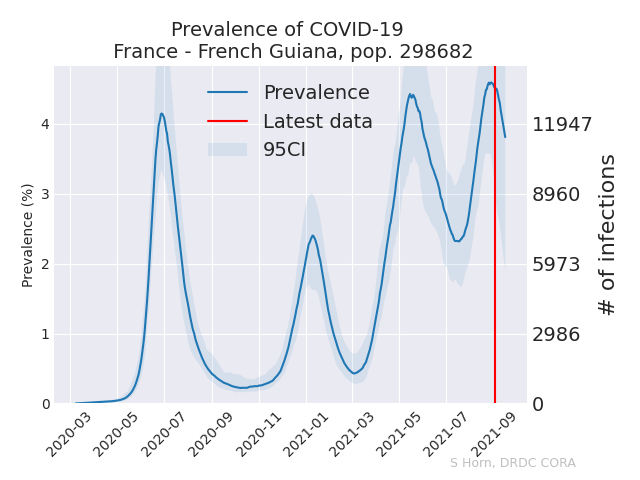 Prevalence of COVID-19
France - French Guiana, pop. 298682
Prevalence
Latest data
95CI
Prevalence (%)
4
3
2
1
0
11947
8960
5973
2986
0
# of infections
2020-03
2020-05
2020-07
2020-09
2020-11
2021-01
2021-03
2021-05
2021-07
2021-09
S Horn, DRDC CORA